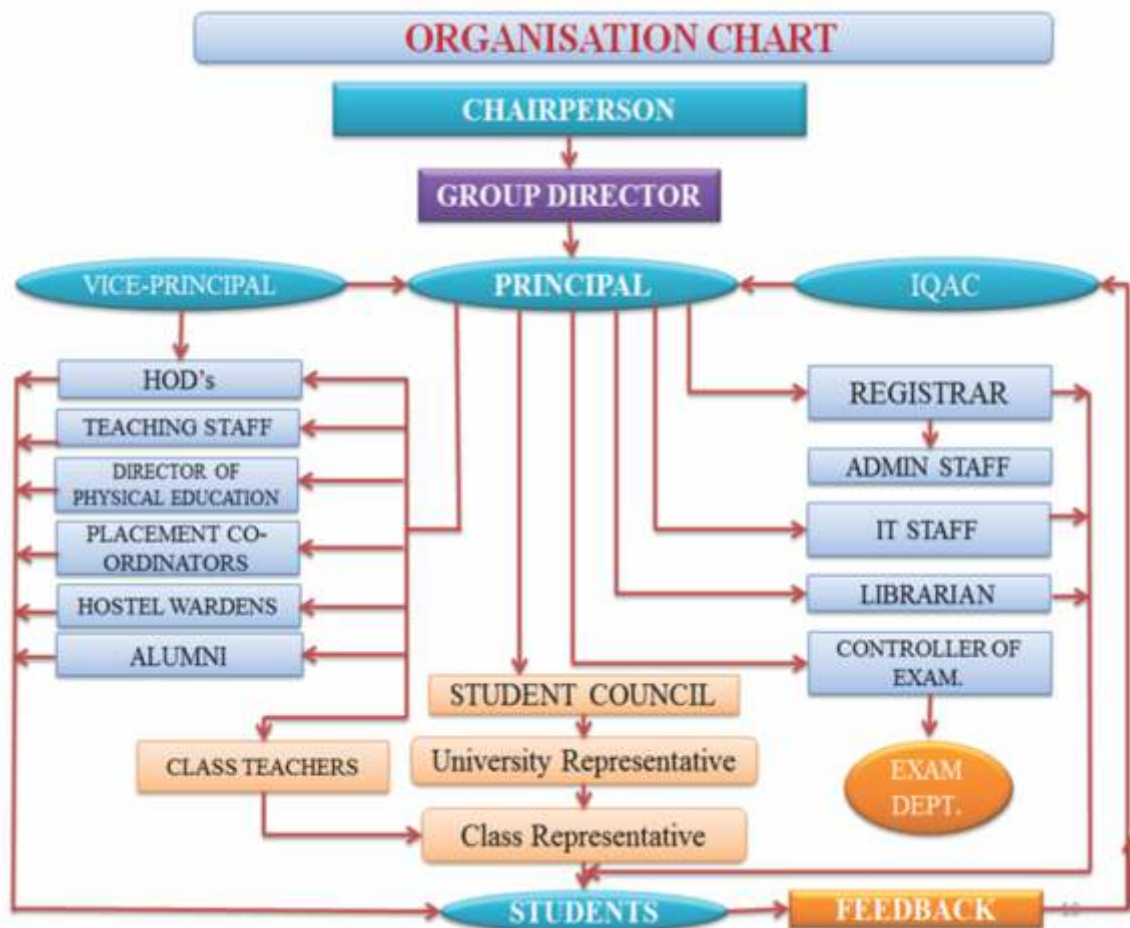 ORGANISATION CHART
CHAIRPERSON
GROUP DIRECTOR
VICE-PRINCIPAL
PRINCIPAL
IQAC
HOD's
TEACHING STAFF
DIRECTOR OF
PHYSICAL EDUCATION
PLACEMENT CO-
ORDINATORS
HOSTEL WARDENS
ALUMNI
REGISTRAR
ADMIN STAFF
IT STAFF
LIBRARIAN
CONTROLLER OF
EXAM.
STUDENT COUNCIL
CLASS TEACHERS
University Representative
EXAM
DEPT.
Class Representative
STUDENTS
FEEDBACK